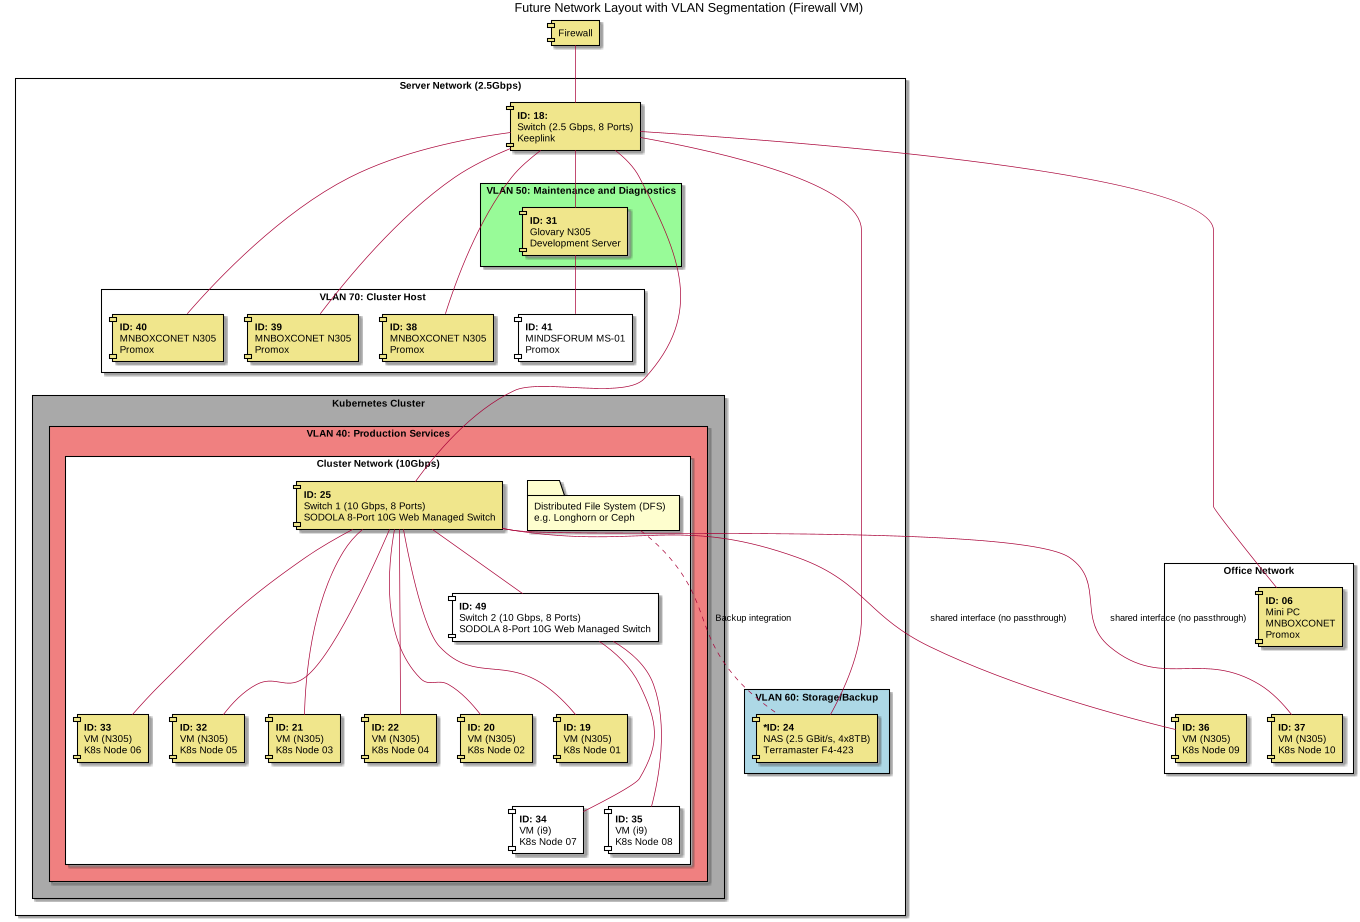 Future Network Layout with VLAN Segmentation (Firewall VM)
Firewall
Server Network (2.5Gbps)
ID: 18:
Switch (2.5 Gbps, 8 Ports)
Keeplink
VLAN 50: Maintenance and Diagnostics
ID: 31
Glovary N305
Development Server
VLAN 70: Cluster Host
ID: 40
MNBOXCONET N305
Promox
ID: 39
MNBOXCONET N305
Promox
ID: 38
MNBOXCONET N305
Promox
ID: 41
MINDSFORUM MS-01
Promox
Kubernetes Cluster
VLAN 40: Production Services
Cluster Network (10Gbps)
ID: 25
Switch 1 (10 Gbps, 8 Ports)
SODOLA 8-Port 10G Web Managed Switch
Distributed File System (DFS)
e.g. Longhorn or Ceph
ID: 49
Switch 2 (10 Gbps, 8 Ports)
SODOLA 8-Port 10G Web Managed Switch
Backup integration
shared interface (no passthrough)
shared interface (no passthrough)
Office Network
ID: 06
Mini PC
MNBOXCONET
Promox
ID: 33
VM (N305)
K8s Node 06
ID: 32
VM (N305)
K8s Node 05
ID: 21
VM (N305)
K8s Node 03
ID: 22
VM (N305)
K8s Node 04
ID: 20
VM (N305)
K8s Node 02
ID: 19
VM (N305)
K8s Node 01
VLAN 60: Storage/Backup
*ID: 24
NAS (2.5 GBit/s, 4x8TB)
Terramaster F4-423
ID: 36
VM (N305)
K8s Node 09
ID: 37
VM (N305)
K8s Node 10
ID: 34
VM (i9)
K8s Node 07
ID: 35
VM (i9)
K8s Node 08